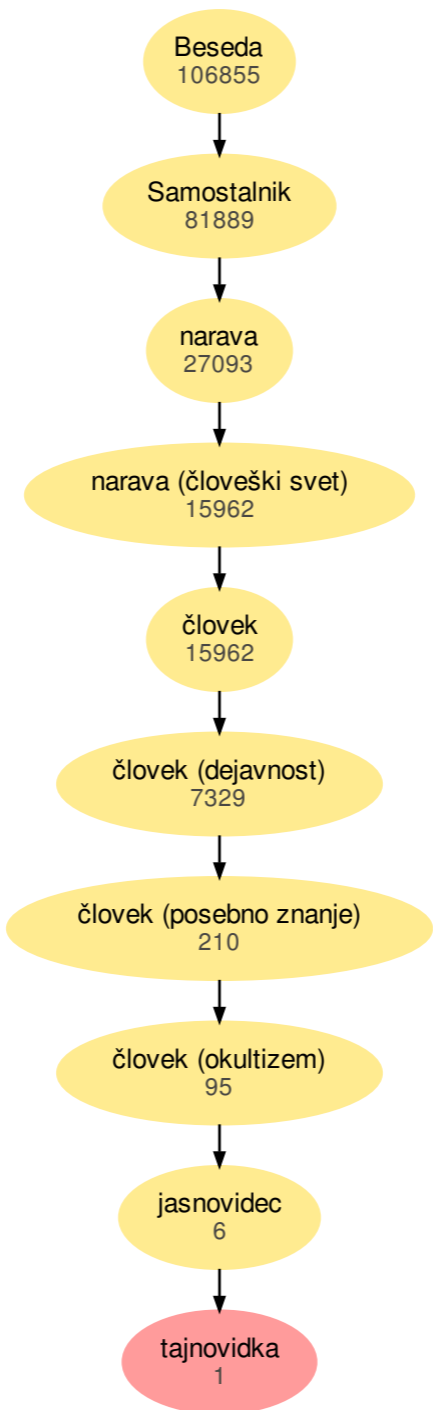 Beseda
106855
Samostalnik
81889
narava
27093
narava (človeški svet)
15962
človek
15962
človek (dejavnost)
7329
človek (posebno znanje)
210
človek (okultizem)
95
jasnovidec
6
tajnovidka
1